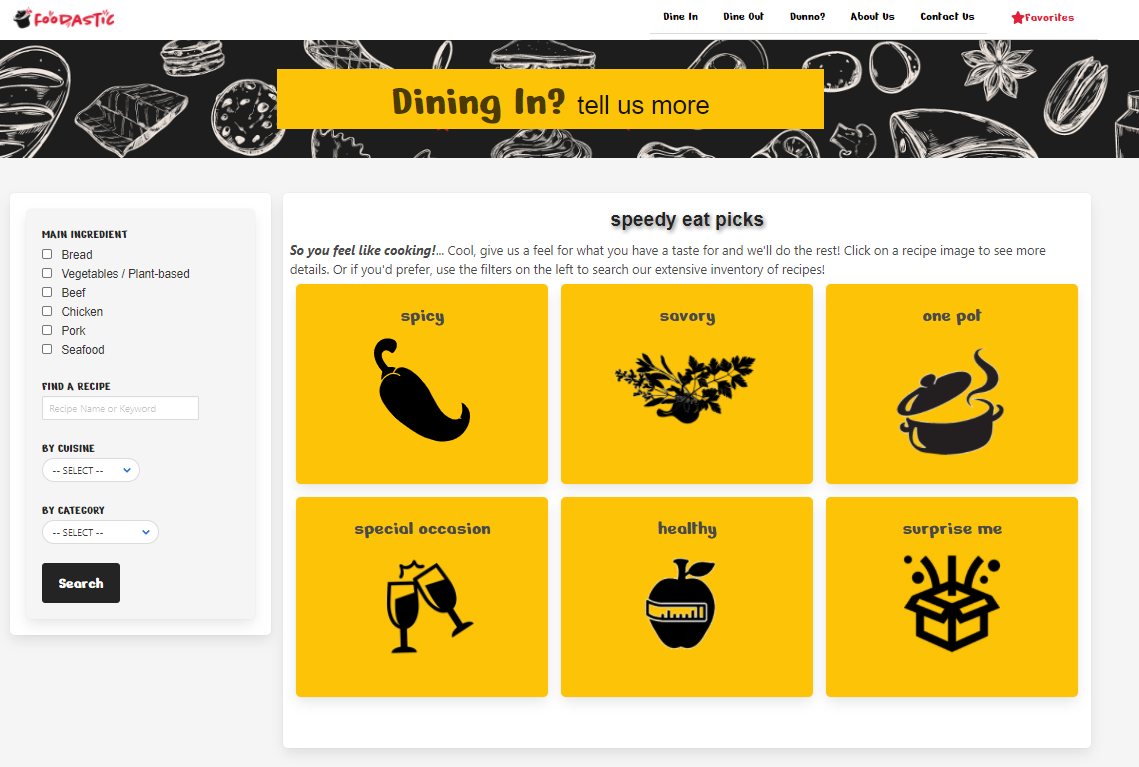 FOODTASTIC
Dine In
Dine Out
Dunno?
About Us
Contact Us
Favorites
Dining In? tell us more
MAIN INGREDIENT
Bread
Vegetables / Plant-based
Beef
Chicken
Pork
Seafood
FIND A RECIPE
Recipe Name or Keyword
BY CUISINE
-- SELECT --
BY CATEGORY
-- SELECT --
Search
speedy eat picks
So you feel like cooking!... Cool, give us a feel for what you have a taste for and we'll do the rest! Click on a recipe image to see more
details. Or if you'd prefer, use the filters on the left to search our extensive inventory of recipes!
spicy
savory
one pot
special occasion
healthy
surprise me